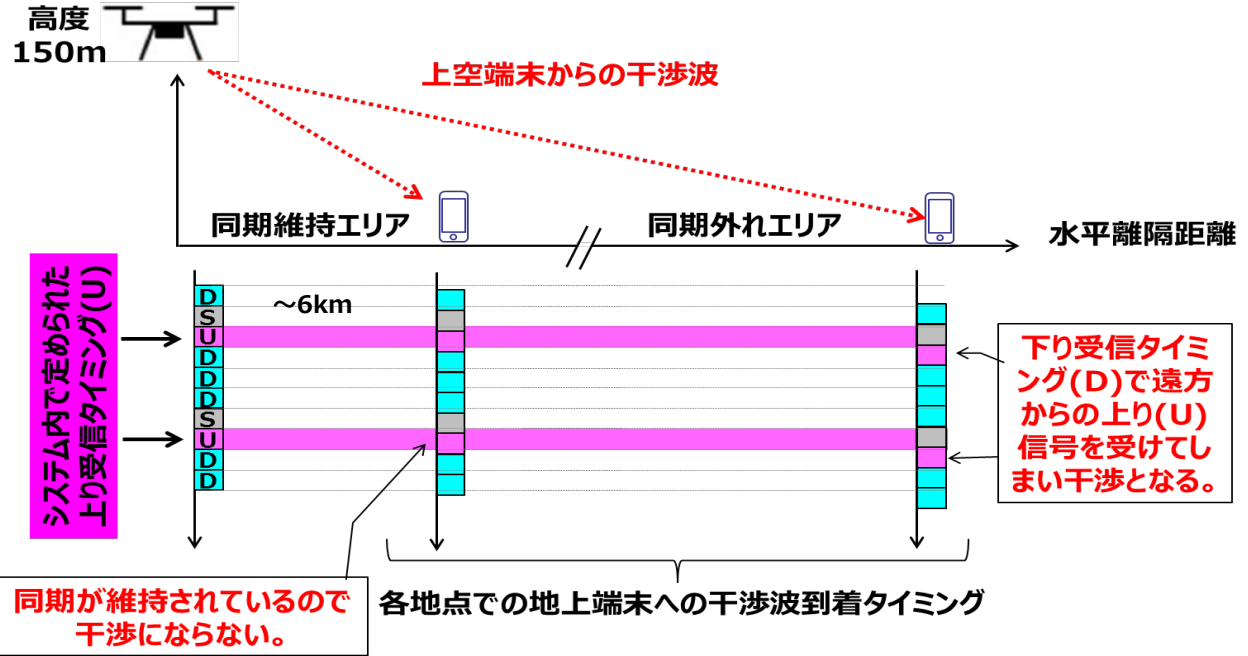 高度
150m
上空端末からの干渉波
同期維持エリア
同期外れエリア
水平離隔距離
システム内で定められた
上り受信タイミング(U)
～6km
D
S
U
D
D
D
S
U
D
D
下り受信タイミ
ング(D)で遠方
からの上り(U)
信号を受けてし
まい干渉となる。
同期が維持されているので
干渉にならない。
各地点での地上端末への干渉波到着タイミング